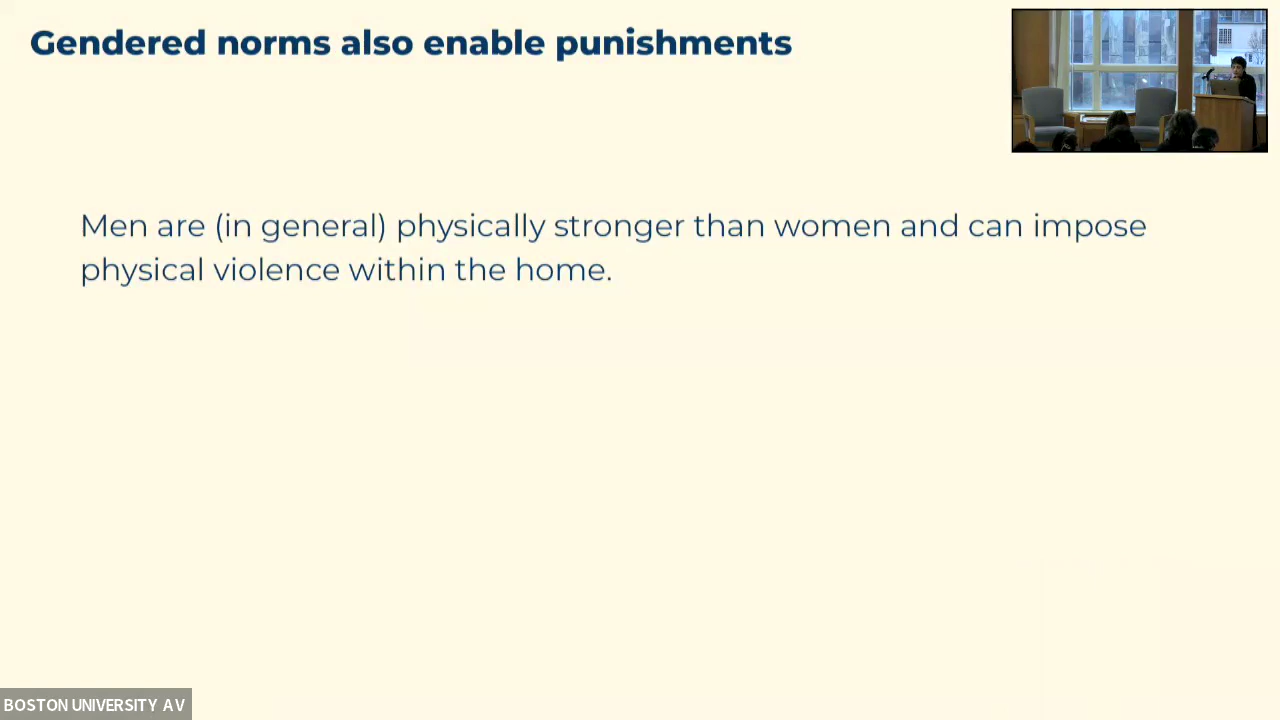 Gendered norms also enable punishments
Men are (in general) physically stronger than women and can impose
physical violence within the home.
BOSTON UNIVERSITY AV